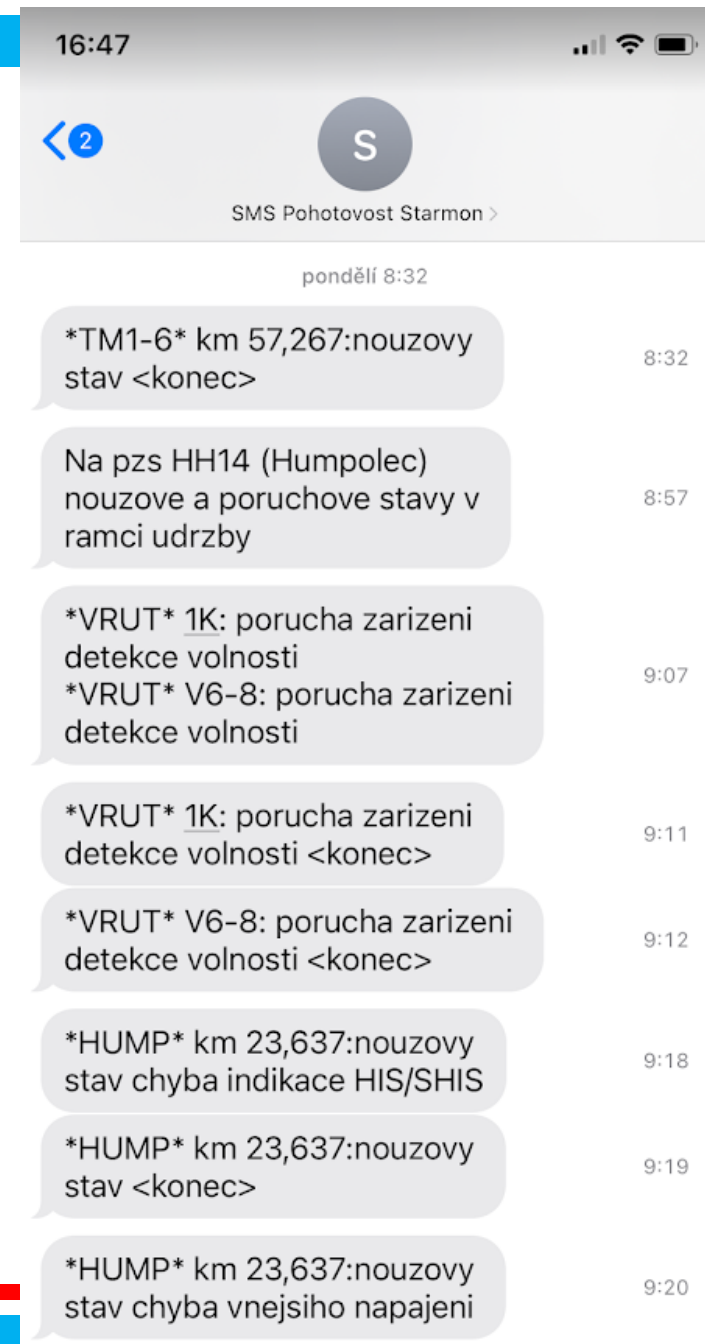 16:47
2
S
SMS Pohotovost Starmon >
pondělí 8:32
*TM1-6* km 57,267:nouzovy
stav <konec>
8:32
Na pzs HH14 (Humpolec)
nouzove a poruchove stavy v
ramci udrzby
8:57
*VRUT* 1K: porucha zarizeni
detekce volnosti
*VRUT* V6-8: porucha zarizeni
detekce volnosti
9:07
*VRUT* 1K: porucha zarizeni
detekce volnosti <konec>
9:11
*VRUT* V6-8: porucha zarizeni
detekce volnosti <konec>
9:12
*HUMP* km 23,637:nouzovy
stav chyba indikace HIS/SHIS
9:18
*HUMP* km 23,637:nouzovy
stav <konec>
9:19
*HUMP* km 23,637:nouzovy
stav chyba vnejsiho napajeni
9:20